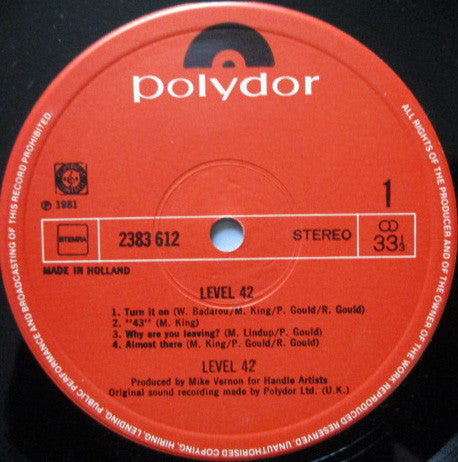 polydor
℗ 1981
1
STEMRA
2383 612
STEREO
33⅓
MADE IN HOLLAND
LEVEL 42
1. Turn it on (W. Badarou/M. King/P. Gould/R. Gould)
2. "43" (M. King)
3. Why are you leaving? (M. Lindup/P. Gould)
4. Almost there (M. King/P. Gould/R. Gould)
LEVEL 42
Produced by Mike Vernon for Handle Artists
Original sound recording made by Polydor Ltd. (U.K.)
ALL RIGHTS OF THE PRODUCER AND OF THE OWNER OF THE WORK REPRODUCED RESERVED. UNAUTHORISED COPYING, HIRING, LENDING, PUBLIC PERFORMANCE AND BROADCASTING OF THIS RECORD PROHIBITED.